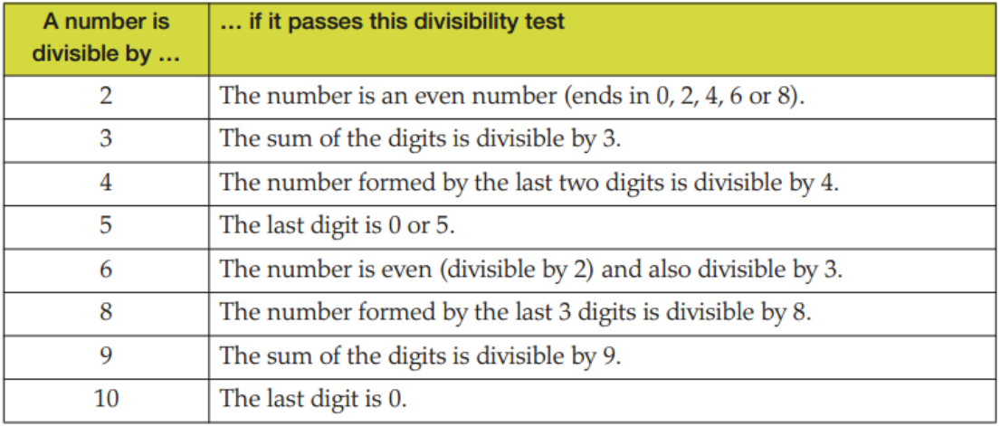 A number is
divisible by …
… if it passes this divisibility test
2 The number is an even number (ends in 0, 2, 4, 6 or 8).
3 The sum of the digits is divisible by 3.
4 The number formed by the last two digits is divisible by 4.
5 The last digit is 0 or 5.
6 The number is even (divisible by 2) and also divisible by 3.
8 The number formed by the last 3 digits is divisible by 8.
9 The sum of the digits is divisible by 9.
10 The last digit is 0.